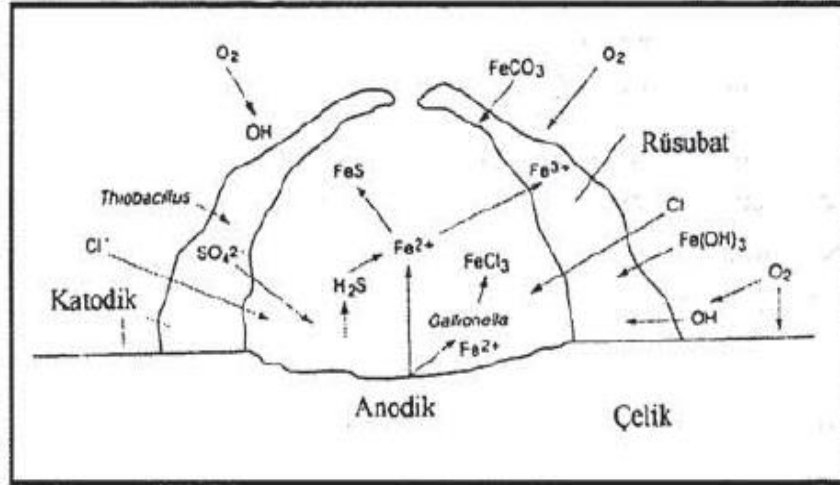 O₂
FeCO₃
O₂
OH
Rüsubat
FeS
Fe³⁺
Thiobacillus
Cl
Fe²⁺
Cl⁻
SO₄²⁻
FeCl₃
Fe(OH)₃
H₂S
O₂
Katodik
Gallionella
OH
Fe²⁺
Anodik
Çelik